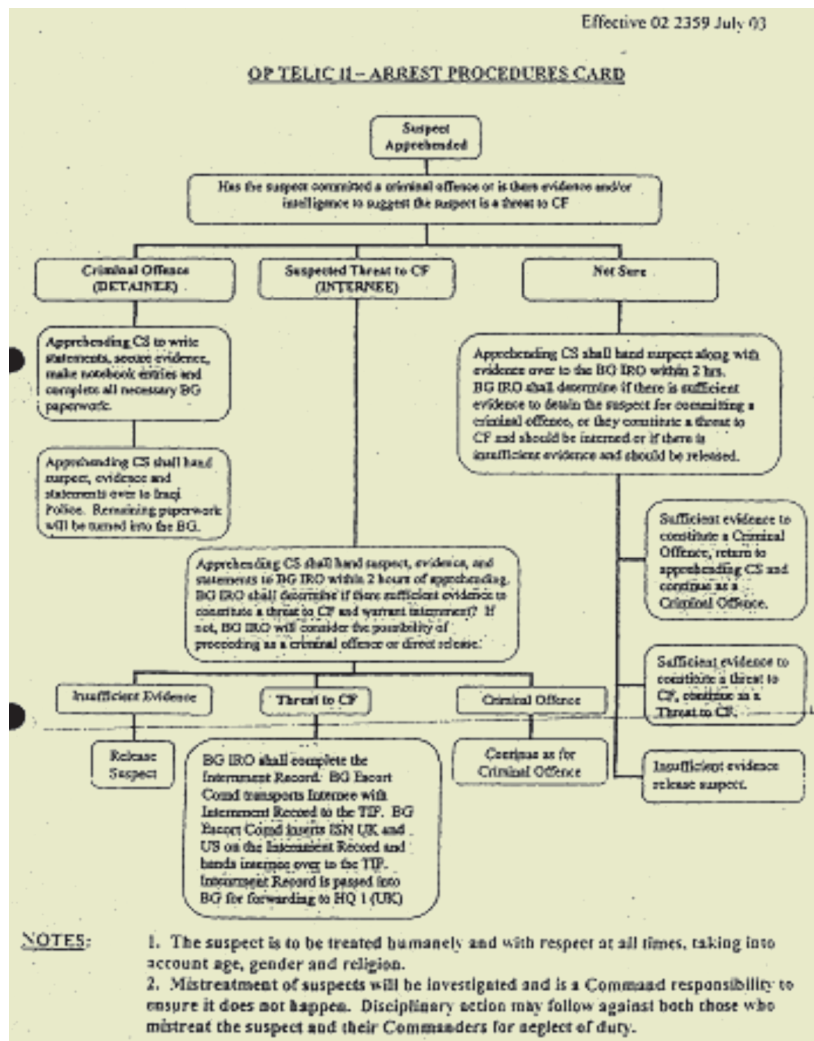 Effective 02 2359 July 03
OP TELIC II – ARREST PROCEDURES CARD
Suspect
Apprehended
Has the suspect committed a criminal offence or is there evidence and/or
intelligence to suggest the suspect is a threat to CF
Criminal Offence
(DETAINEE)
Suspected Threat to CF
(INTERNEE)
Not Sure
Apprehending CS to write
statements, secure evidence,
make notebook entries and
complete all necessary BG
paperwork.
Apprehending CS shall hand
suspect, evidence and
statements over to Iraqi
Police. Remaining paperwork
will be turned into the BG.
Apprehending CS shall hand suspect along with
evidence over to the BG IRO within 2 hrs.
BG IRO shall determine if there is sufficient
evidence to detain the suspect for committing a
criminal offence, or they constitute a threat to
CF and should be interned or if there is
insufficient evidence and should be released.
Apprehending CS shall hand suspect, evidence, and
statements to BG IRO within 2 hours of apprehending.
BG IRO shall determine if there sufficient evidence to
constitute a threat to CF and warrant internment? If
not, BG IRO will consider the possibility of
proceeding as a criminal offence or direct release.
Sufficient evidence to
constitute a Criminal
Offence, return to
apprehending CS and
continue as a
Criminal Offence.
Sufficient evidence to
constitute a threat to
CF, continue as a
Threat to CF.
Insufficient evidence
release suspect.
Insufficient Evidence
Threat to CF
Criminal Offence
Release
Suspect
BG IRO shall complete the
Internment Record. BG Escort
Comd transports Internee with
Internment Record to the TIF. BG
Escort Comd inserts ISN UK and
US on the Internment Record and
hands internee over to the TIF.
Internment Record is passed into
BG for forwarding to HQ 1 (UK)
Continue as for
Criminal Offence
NOTES:
1. The suspect is to be treated humanely and with respect at all times, taking into
account age, gender and religion.
2. Mistreatment of suspects will be investigated and is a Command responsibility to
ensure it does not happen. Disciplinary action may follow against both those who
mistreat the suspect and their Commanders for neglect of duty.